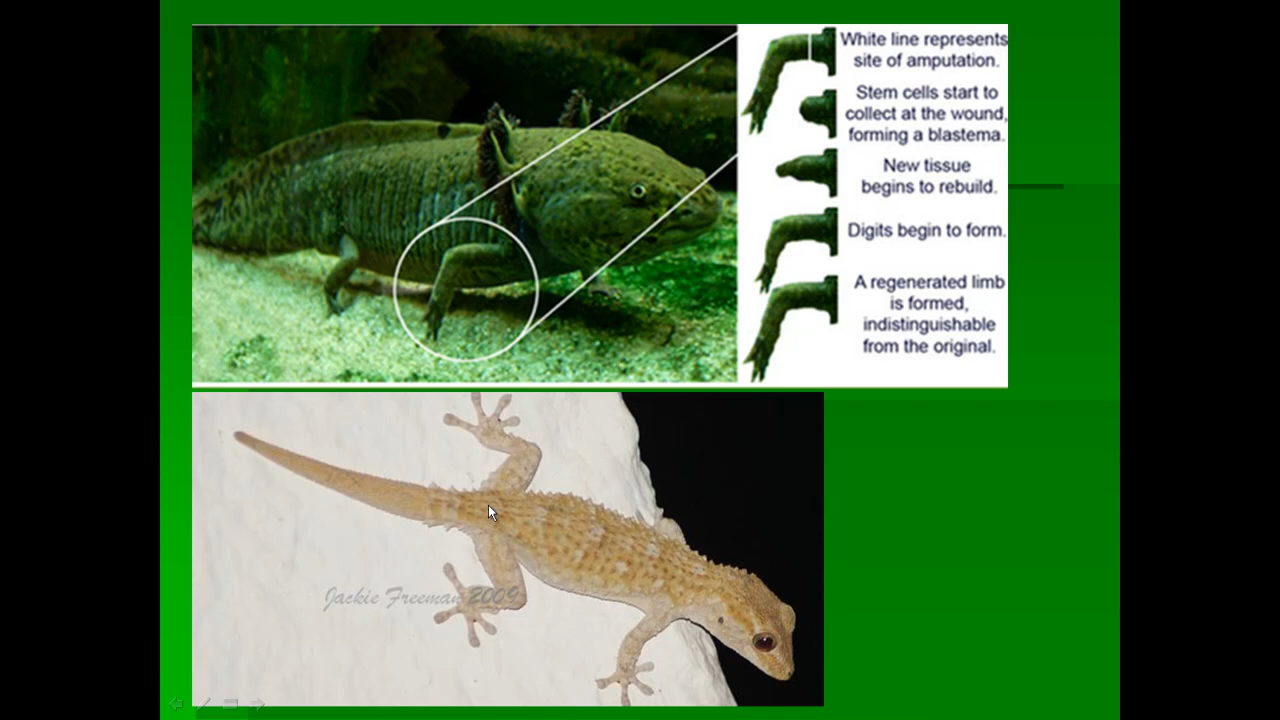 White line represents
site of amputation.
Stem cells start to
collect at the wound,
forming a blastema.
New tissue
begins to rebuild.
Digits begin to form.
A regenerated limb
is formed,
indistinguishable
from the original.
Jackie Freeman 2009